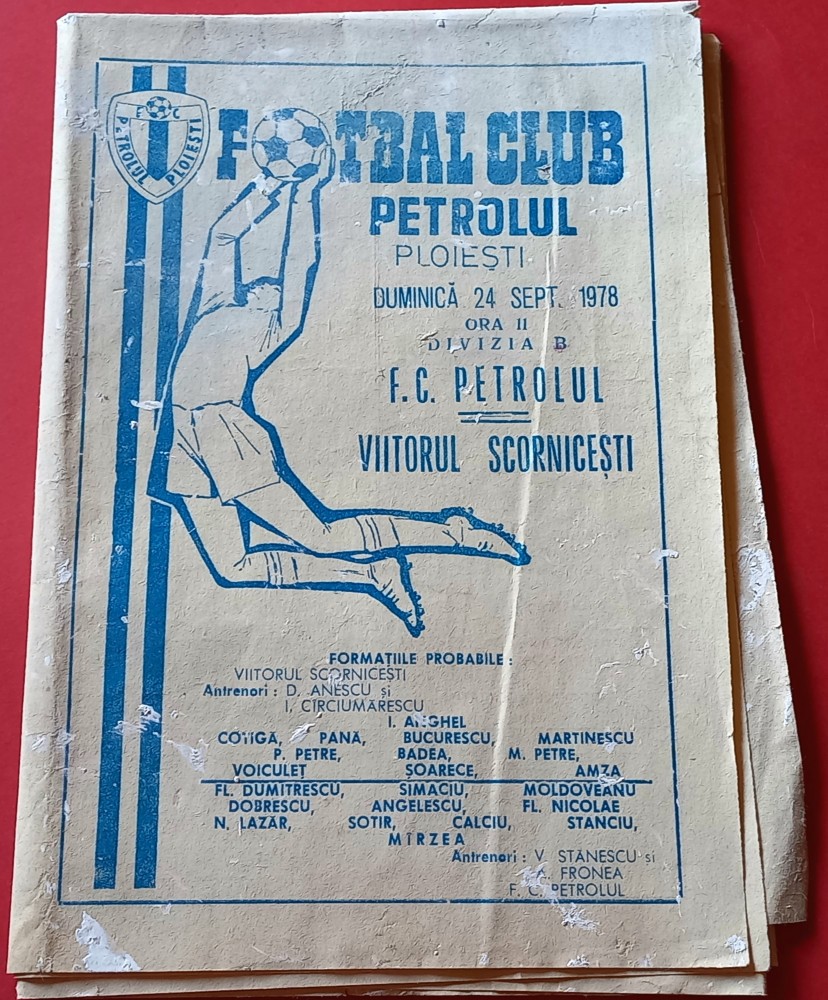 F C
PETROLUL PLOIEȘTI
FOTBAL CLUB
PETROLUL
PLOIEȘTI
DUMINICĂ 24 SEPT. 1978
ORA 11
DIVIZIA B
F.C. PETROLUL
VIITORUL SCORNICEȘTI
FORMAȚIILE PROBABILE :
VIITORUL SCORNICEȘTI
Antrenori : D. ANESCU și
I. CÎRCIUMĂRESCU
I. ANGHEL
COTIGĂ, PANĂ, BUCURESCU, MARTINESCU
P. PETRE, BADEA, M. PETRE,
VOICULEȚ ȘOARECE, AMZA
FL. DUMITRESCU, SIMACIU, MOLDOVEANU
DOBRESCU, ANGELESCU, FL. NICOLAE
N. LAZĂR, SOTIR, CALCIU, STANCIU,
MÎRZEA
Antrenori : V. STĂNESCU și
A. FRONEA
F. C. PETROLUL